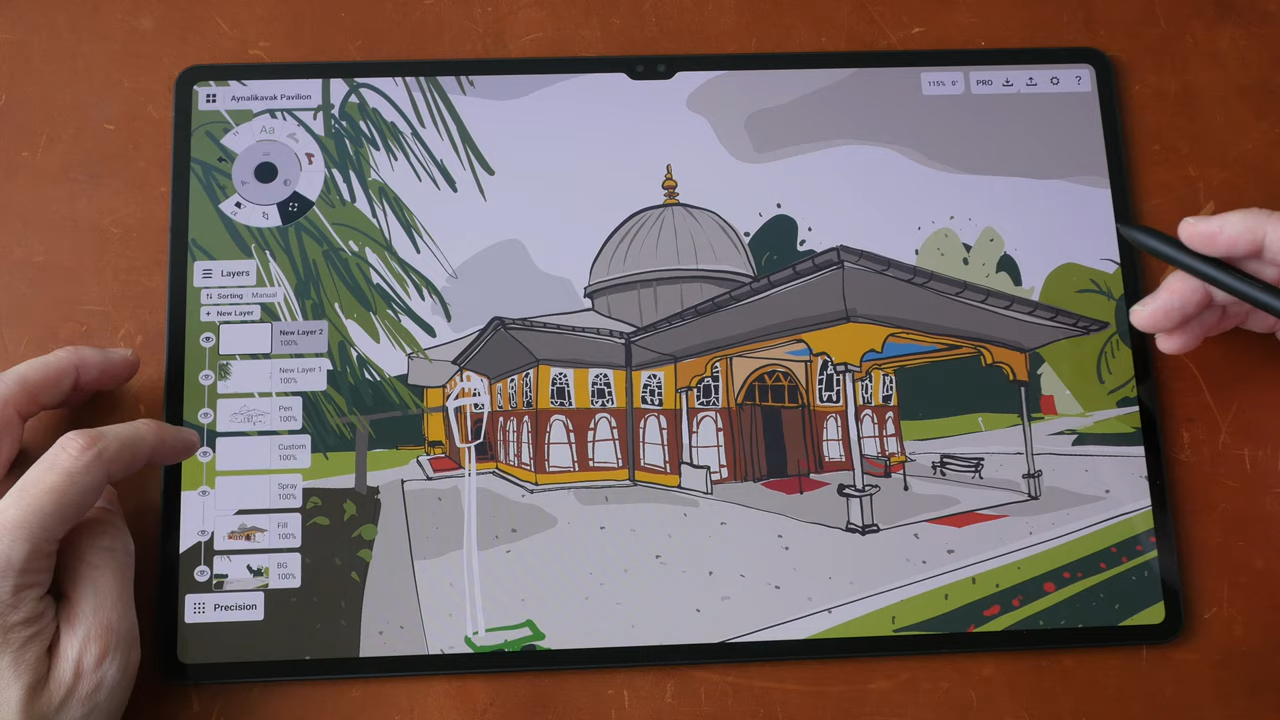 Aynalikavak Pavilion
115% 0°
PRO
?
Aa
Layers
Sorting Manual
+ New Layer
New Layer 2
100%
New Layer 1
100%
Pen
100%
Custom
100%
Spray
100%
Fill
100%
BG
100%
Precision